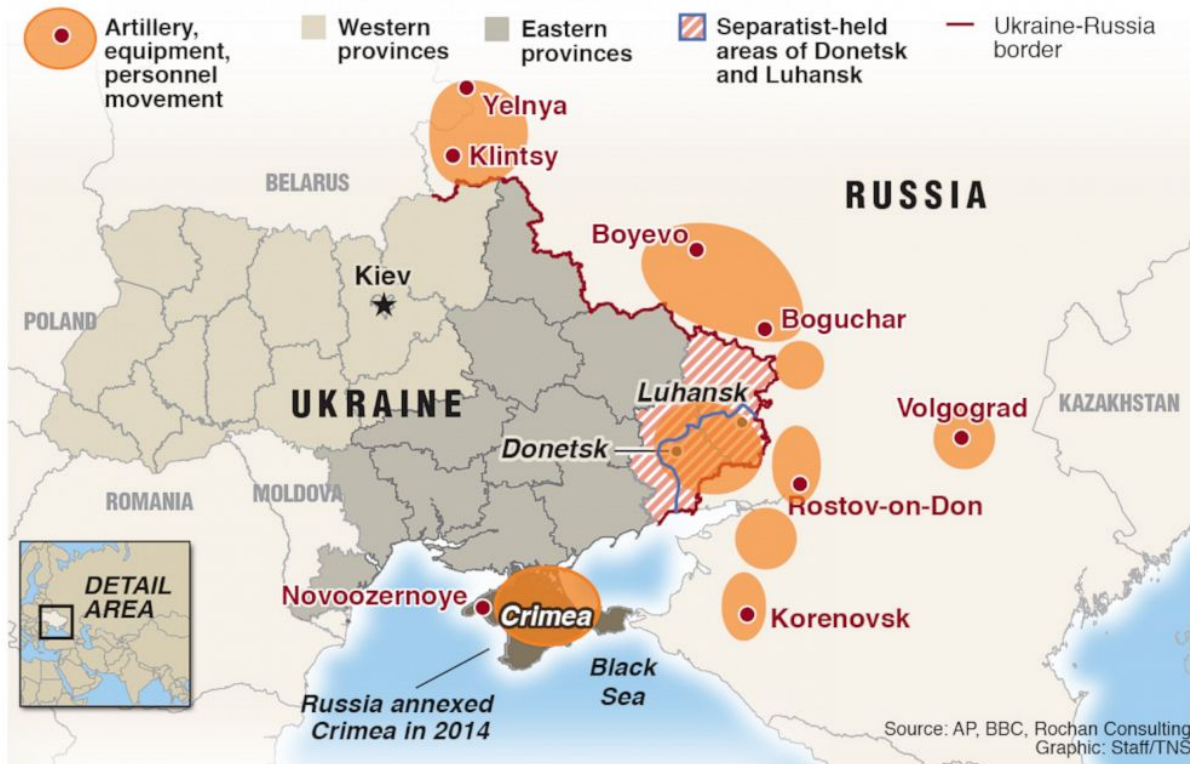 Artillery,
equipment,
personnel
movement
Western
provinces
Eastern
provinces
Separatist-held
areas of Donetsk
and Luhansk
Ukraine-Russia
border
Yelnya
Klintsy
BELARUS
RUSSIA
Boyevo
Kiev
POLAND
Boguchar
Luhansk
UKRAINE
Volgograd
KAZAKHSTAN
Donetsk
ROMANIA
MOLDOVA
Rostov-on-Don
DETAIL
AREA
Novoozernoye
Crimea
Korenovsk
Black
Sea
Russia annexed
Crimea in 2014
Source: AP, BBC, Rochan Consulting
Graphic: Staff/TNS